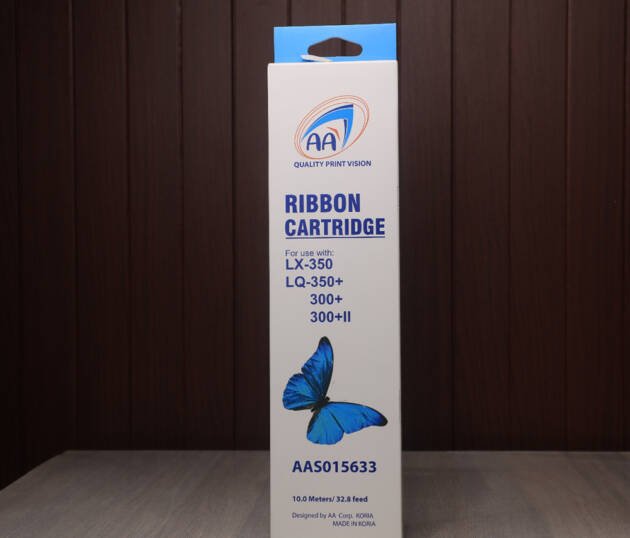 AA
QUALITY PRINT VISION
RIBBON
CARTRIDGE
For use with:
LX-350
LQ-350+
300+
300+II
AAS015633
10.0 Meters/ 32.8 feed
Designed by AA Corp. KORIA
MADE IN KORIA